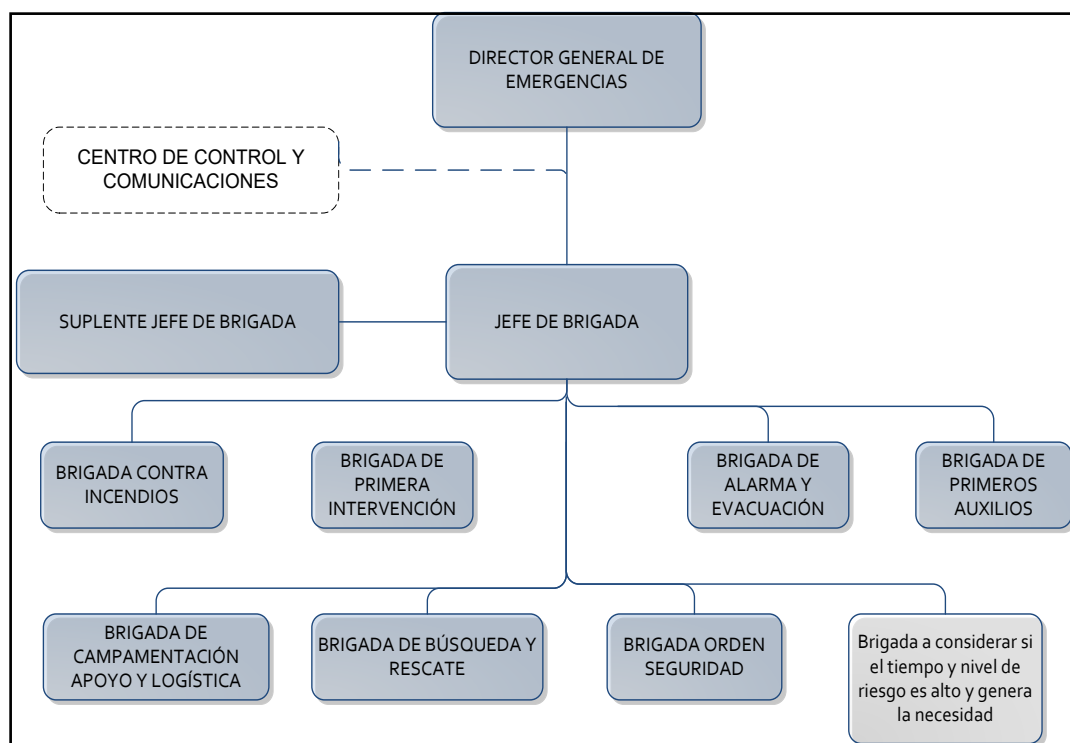 DIRECTOR GENERAL DE
EMERGENCIAS
CENTRO DE CONTROL Y
COMUNICACIONES
SUPLENTE JEFE DE BRIGADA
JEFE DE BRIGADA
BRIGADA CONTRA
INCENDIOS
BRIGADA DE
PRIMERA
INTERVENCIÓN
BRIGADA DE
ALARMA Y
EVACUACIÓN
BRIGADA DE
PRIMEROS
AUXILIOS
BRIGADA DE
CAMPAMENTACIÓN
APOYO Y LOGÍSTICA
BRIGADA DE BÚSQUEDA Y
RESCATE
BRIGADA ORDEN
SEGURIDAD
Brigada a considerar si
el tiempo y nivel de
riesgo es alto y genera
la necesidad